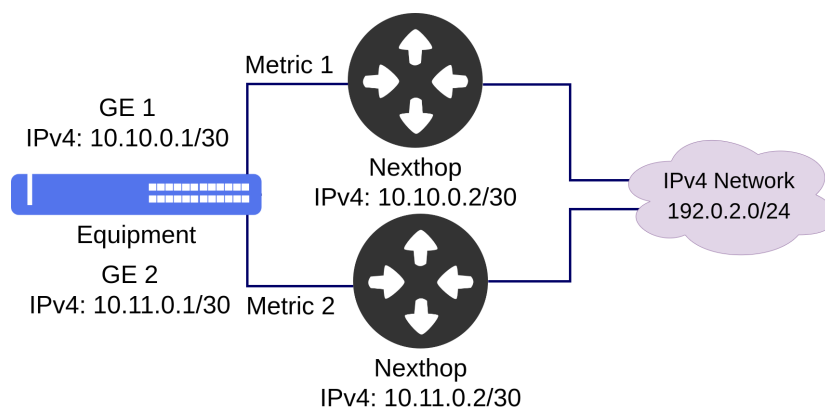 Metric 1
GE 1
IPv4: 10.10.0.1/30
Nexthop
IPv4: 10.10.0.2/30
IPv4 Network
192.0.2.0/24
Equipment
GE 2
IPv4: 10.11.0.1/30
Metric 2
Nexthop
IPv4: 10.11.0.2/30